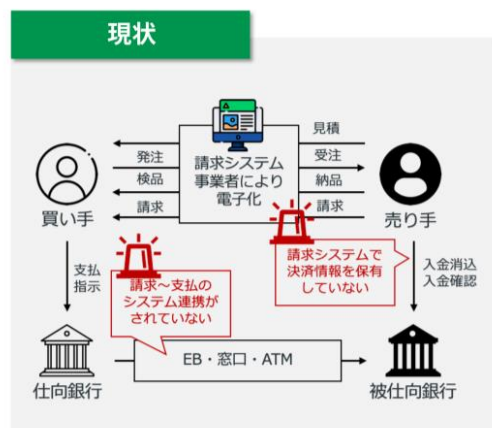 現状
見積
発注
受注
検品
納品
請求
請求
請求システム
事業者により
電子化
買い手
売り手
請求システムで
決済情報を保有
していない
支払
指示
請求～支払の
システム連携が
されていない
入金消込
入金確認
EB・窓口・ATM
仕向銀行
被仕向銀行